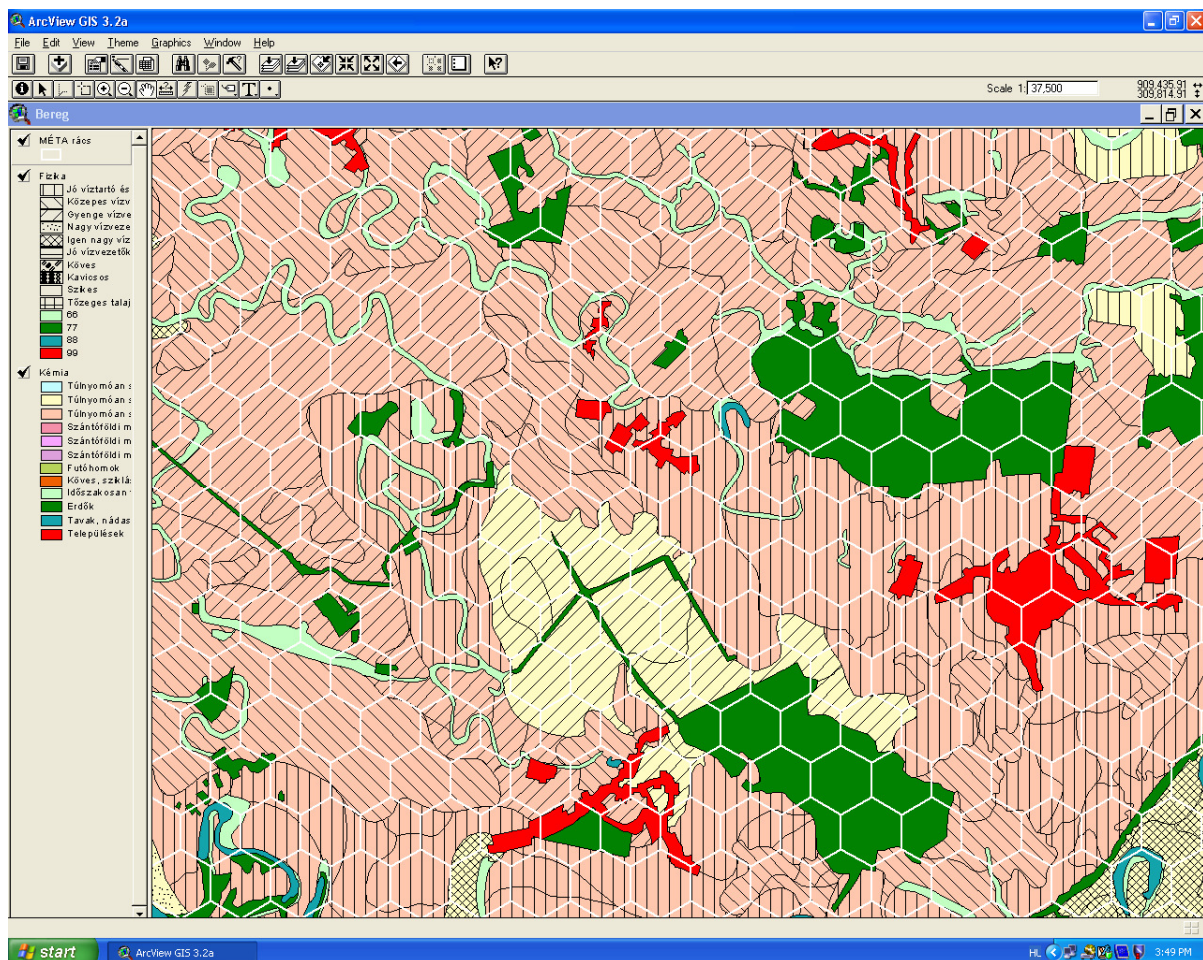 ArcView GIS 3.2a
File Edit View Theme Graphics Window Help
Scale 1: 37,500
909,435.91
309,814.91
Bereg
MÉTA rács
Fizika
Jó víztartó és
Közepes vízv
Gyenge vízve
Nagy vízveze
Igen nagy víz
Jó vízvezetők
Köves
Kavicsos
Szikes
Tőzeges talaj
66
77
88
99
Kémia
Túlnyomóan s
Túlnyomóan s
Túlnyomóan s
Szántóföldi m
Szántóföldi m
Szántóföldi m
Futóhomok
Köves, sziklás
Időszakosan
Erdők
Tavak, nádas
Települések
start
ArcView GIS 3.2a
HL
3:49 PM